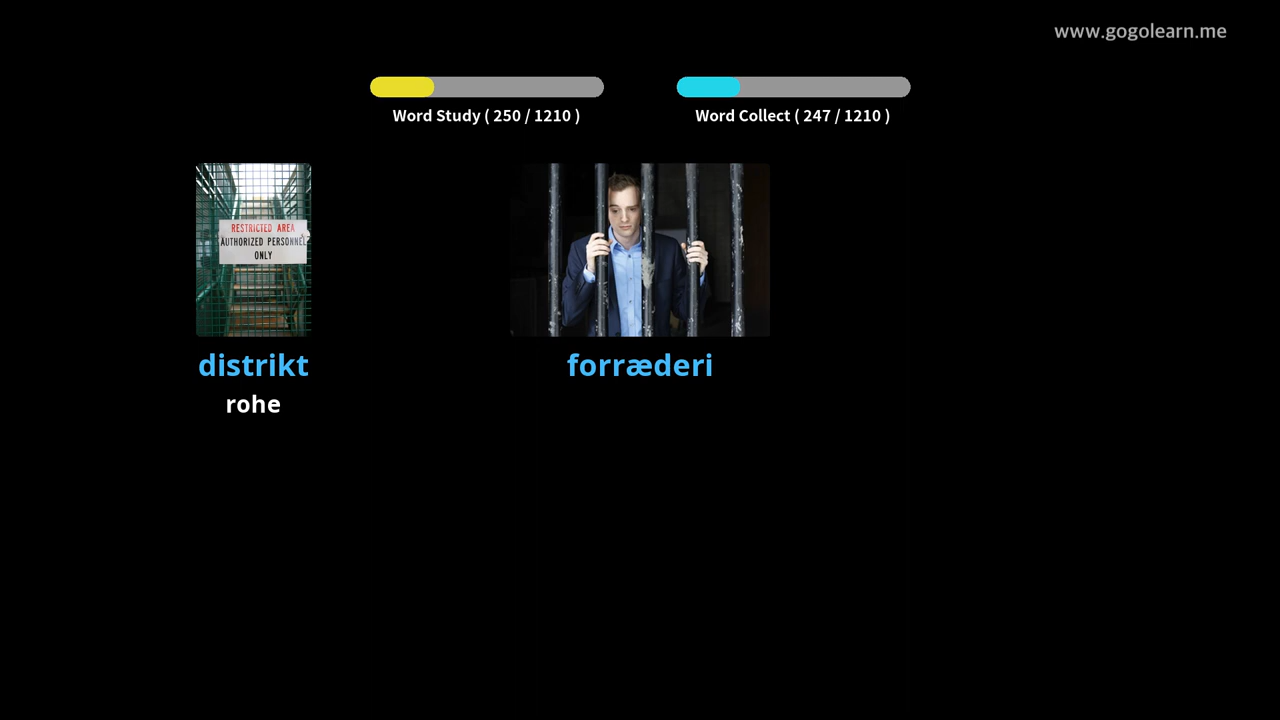 www.gogolearn.me
Word Study ( 250 / 1210 )
Word Collect ( 247 / 1210 )
RESTRICTED AREA
AUTHORIZED PERSONNEL
ONLY
distrikt
forræderi
rohe